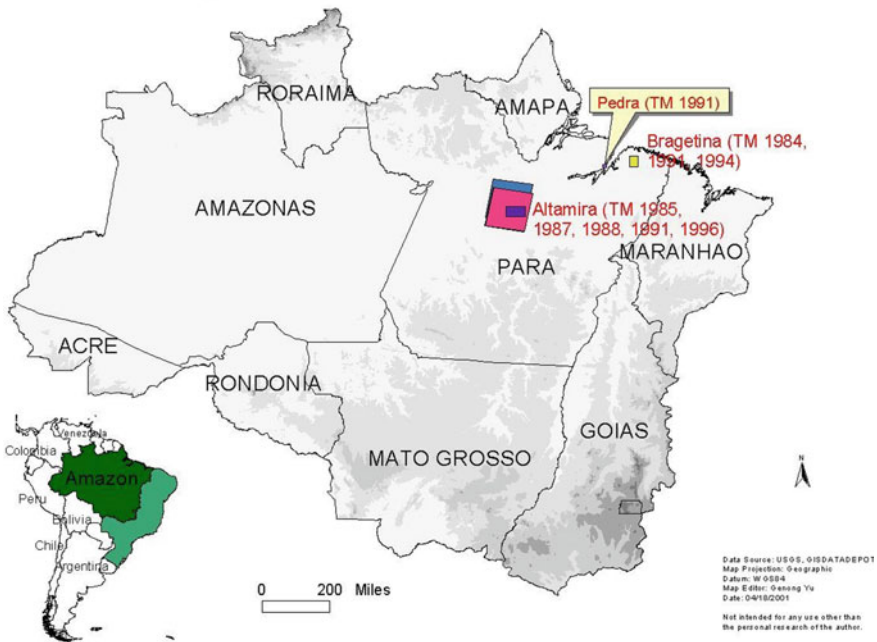 RORAIMA
AMAPA
Pedra (TM 1991)
Bragetina (TM 1984,
1991, 1994)
AMAZONAS
Altamira (TM 1985,
1987, 1988, 1991, 1996)
MARANHAO
PARA
ACRE
RONDONIA
GOIAS
MATO GROSSO
N
Venezuela
Colombia
Amazon
Peru
Bolivia
Chile
Argentina
0 200 Miles
Data Source: USGS, GISDATADEPOT
Map Projection: Geographic
Datum: WGS84
Map Editor: Genong Yu
Date: 04/18/2001
Not intended for any use other than
the personal research of the author.